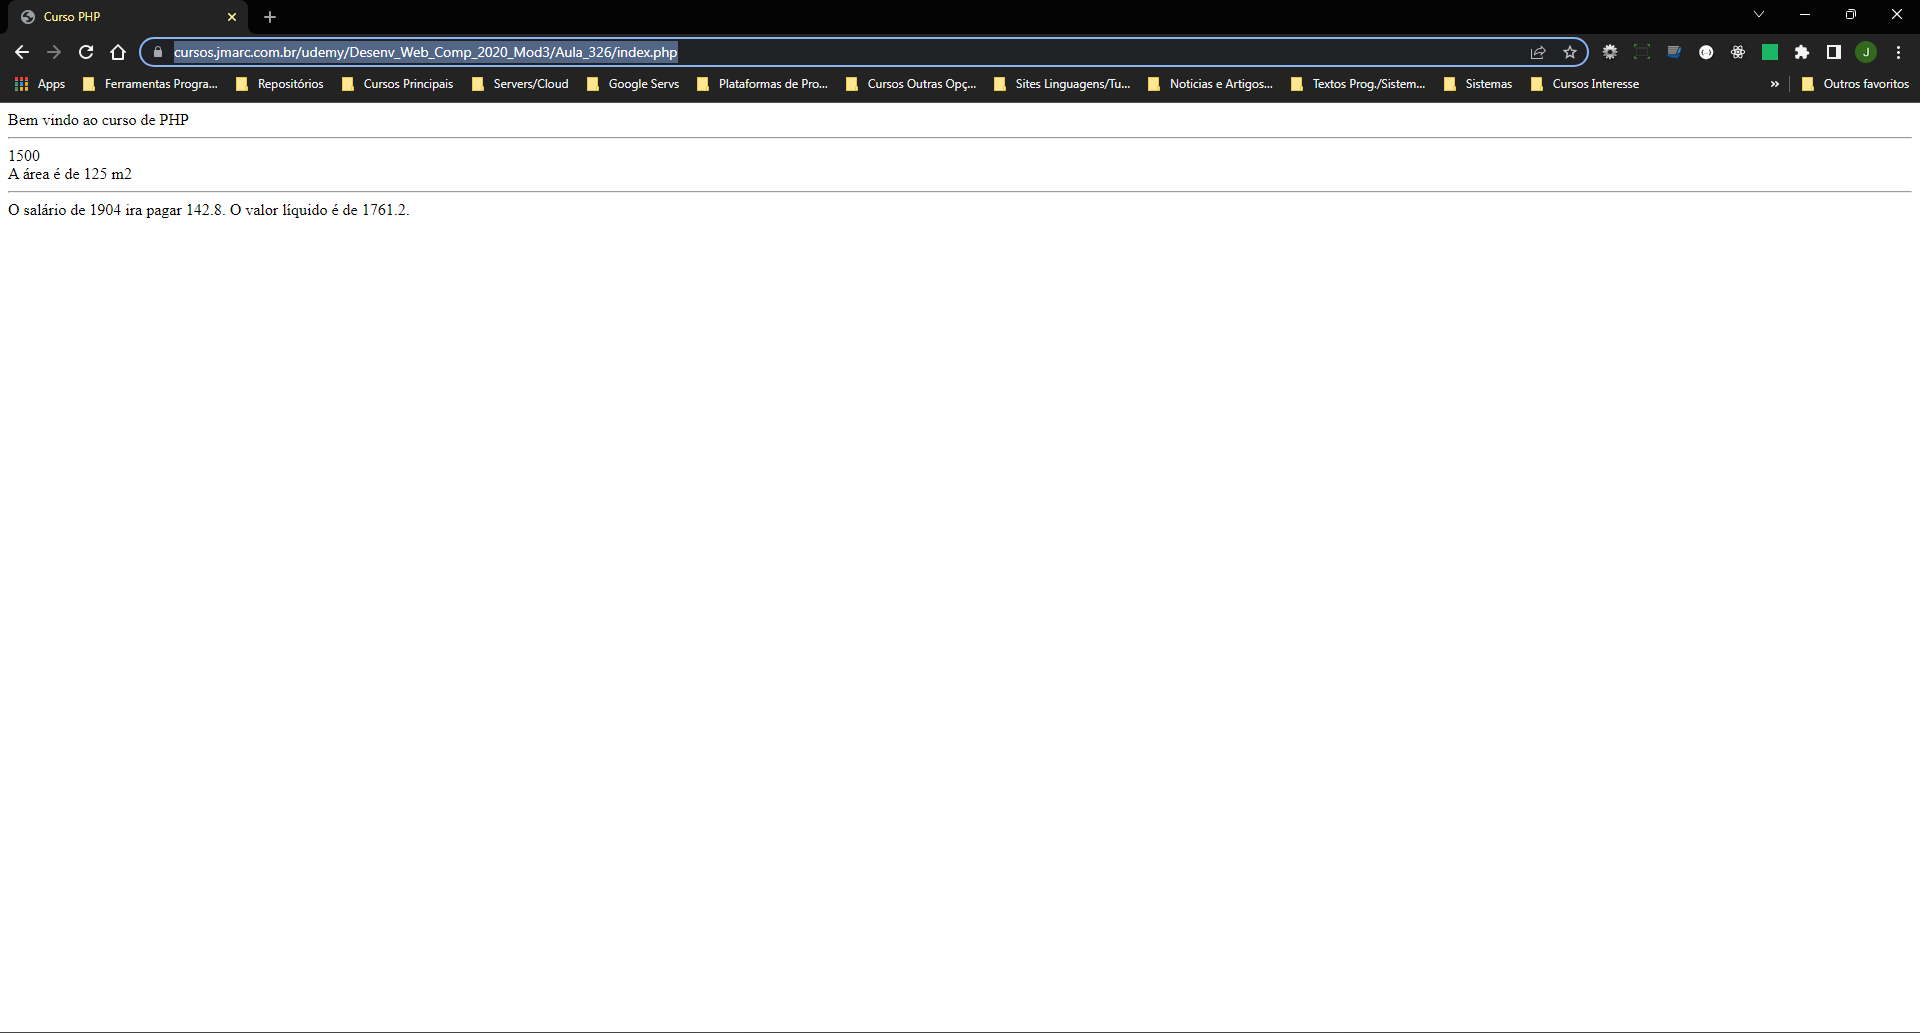 Curso PHP
cursos.jmarc.com.br/udemy/Desenv_Web_Comp_2020_Mod3/Aula_326/index.php
J
Apps Ferramentas Progra... Repositórios Cursos Principais Servers/Cloud Google Servs Plataformas de Pro... Cursos Outras Opç... Sites Linguagens/Tu... Noticias e Artigos... Textos Prog./Sistem... Sistemas Cursos Interesse » Outros favoritos
Bem vindo ao curso de PHP
1500
A área é de 125 m2
O salário de 1904 ira pagar 142.8. O valor líquido é de 1761.2.